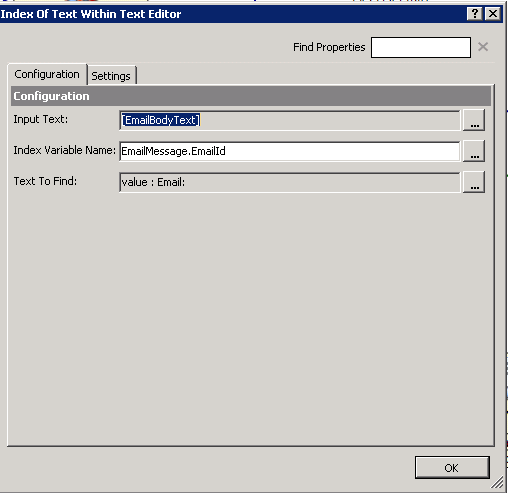 Index Of Text Within Text Editor
Find Properties
Configuration Settings
Configuration
Input Text: [EmailBodyText] ...
Index Variable Name: EmailMessage.EmailId ...
Text To Find: value : Email: ...
OK